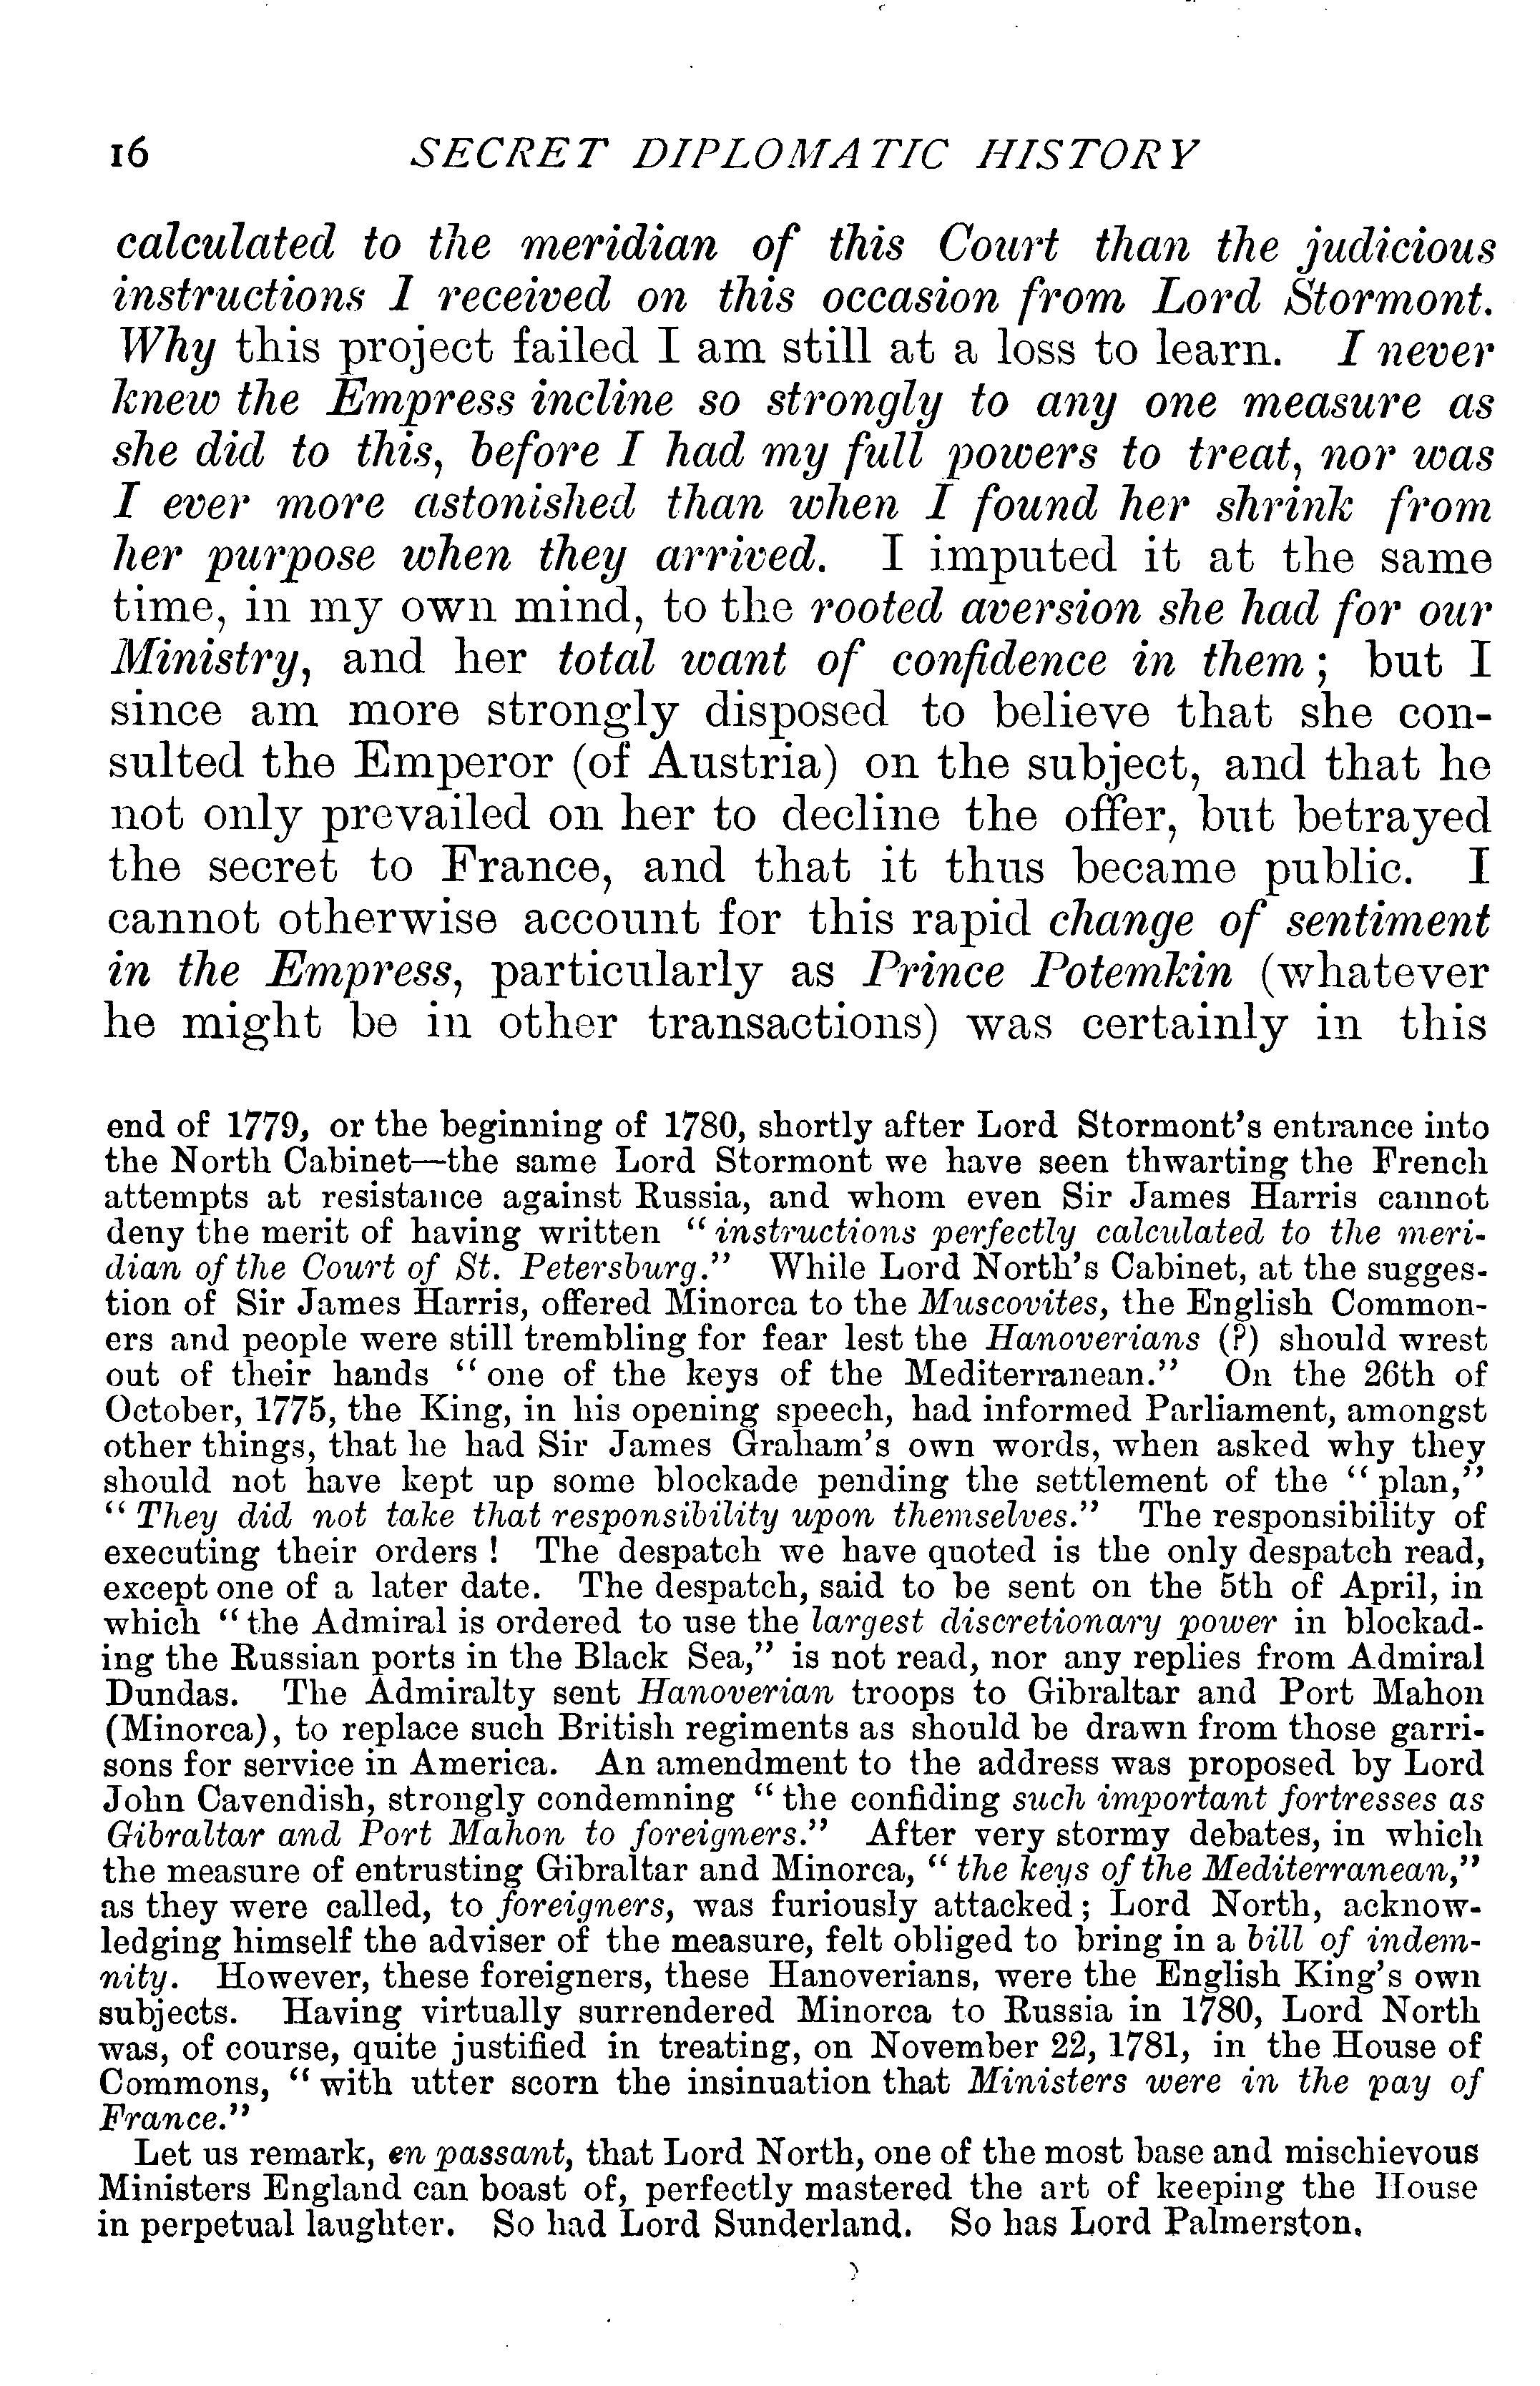 16 SECRET DIPLOMATIC HISTORY
calculated to the meridian of this Court than the judicious
instructions I received on this occasion from Lord Stormont.
Why this project failed I am still at a loss to learn. I never
knew the Empress incline so strongly to any one measure as
she did to this, before I had my full powers to treat, nor was
I ever more astonished than when I found her shrink from
her purpose when they arrived. I imputed it at the same
time, in my own mind, to the rooted aversion she had for our
Ministry, and her total want of confidence in them; but I
since am more strongly disposed to believe that she con-
sulted the Emperor (of Austria) on the subject, and that he
not only prevailed on her to decline the offer, but betrayed
the secret to France, and that it thus became public. I
cannot otherwise account for this rapid change of sentiment
in the Empress, particularly as Prince Potemkin (whatever
he might be in other transactions) was certainly in this
end of 1779, or the beginning of 1780, shortly after Lord Stormont's entrance into
the North Cabinet—the same Lord Stormont we have seen thwarting the French
attempts at resistance against Russia, and whom even Sir James Harris cannot
deny the merit of having written "instructions perfectly calculated to the meri-
dian of the Court of St. Petersburg." While Lord North's Cabinet, at the sugges-
tion of Sir James Harris, offered Minorca to the Muscovites, the English Common-
ers and people were still trembling for fear lest the Hanoverians (?) should wrest
out of their hands "one of the keys of the Mediterranean." On the 26th of
October, 1775, the King, in his opening speech, had informed Parliament, amongst
other things, that he had Sir James Graham's own words, when asked why they
should not have kept up some blockade pending the settlement of the "plan,"
"They did not take that responsibility upon themselves." The responsibility of
executing their orders! The despatch we have quoted is the only despatch read,
except one of a later date. The despatch, said to be sent on the 5th of April, in
which "the Admiral is ordered to use the largest discretionary power in blockad-
ing the Russian ports in the Black Sea," is not read, nor any replies from Admiral
Dundas. The Admiralty sent Hanoverian troops to Gibraltar and Port Mahon
(Minorca), to replace such British regiments as should be drawn from those garri-
sons for service in America. An amendment to the address was proposed by Lord
John Cavendish, strongly condemning "the confiding such important fortresses as
Gibraltar and Port Mahon to foreigners." After very stormy debates, in which
the measure of entrusting Gibraltar and Minorca, "the keys of the Mediterranean,"
as they were called, to foreigners, was furiously attacked; Lord North, acknow-
ledging himself the adviser of the measure, felt obliged to bring in a bill of indem-
nity. However, these foreigners, these Hanoverians, were the English King's own
subjects. Having virtually surrendered Minorca to Russia in 1780, Lord North
was, of course, quite justified in treating, on November 22, 1781, in the House of
Commons, "with utter scorn the insinuation that Ministers were in the pay of
France."
Let us remark, en passant, that Lord North, one of the most base and mischievous
Ministers England can boast of, perfectly mastered the art of keeping the House
in perpetual laughter. So had Lord Sunderland. So has Lord Palmerston.